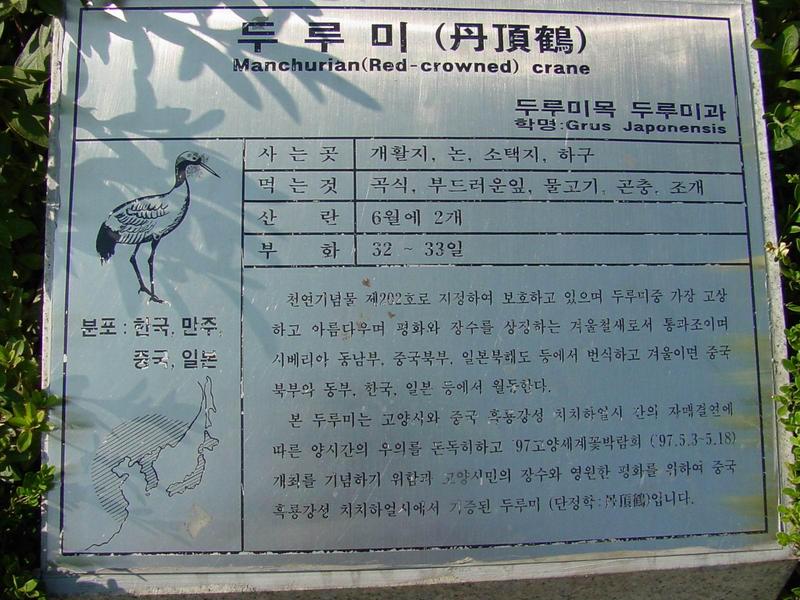 두루미 (丹頂鶴)
Manchurian(Red-crowned) crane
두루미목 두루미과
학명:Grus Japonensis
사는곳 개활지, 논, 소택지, 하구
먹는것 곡식, 부드러운잎, 물고기, 곤충, 조개
산란 6월에 2개
부화 32 ~ 33일
분포 : 한국, 만주,
중국, 일본
천연기념물 제202호로 지정하여 보호하고 있으며 두루미중 가장 고상
하고 아름다우며 평화와 장수를 상징하는 겨울철새로서 통과조이며
시베리아 동남부, 중국북부, 일본북해도 등에서 번식하고 겨울이면 중국
북부와 동부, 한국, 일본 등에서 월동한다.
본 두루미는 고양시와 중국 흑룡강성 치치하얼시 간의 자매결연에
따른 양시간의 우의를 돈독히하고 '97고양세계꽃박람회 ('97.5.3~5.18)
개최를 기념하기 위함과 고양시민의 장수와 영원한 평화를 위하여 중국
흑룡강성 치치하얼시에서 기증된 두루미 (단정학:丹頂鶴)입니다.